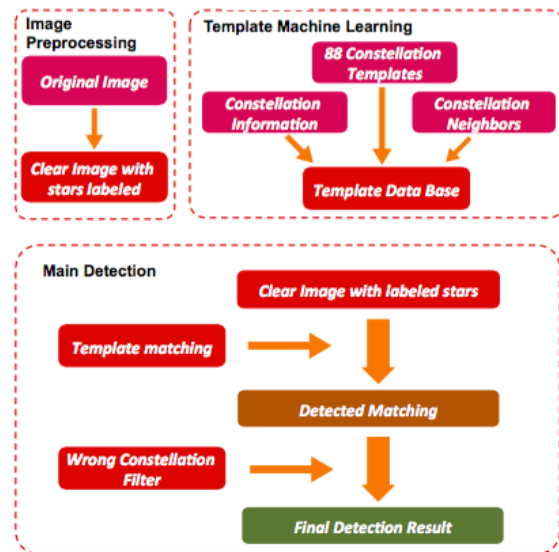 Image
Preprocessing
Original Image
Clear Image with
stars labeled
Template Machine Learning
88 Constellation
Templates
Constellation
Information
Constellation
Neighbors
Template Data Base
Main Detection
Clear Image with labeled stars
Template matching
Detected Matching
Wrong Constellation
Filter
Final Detection Result